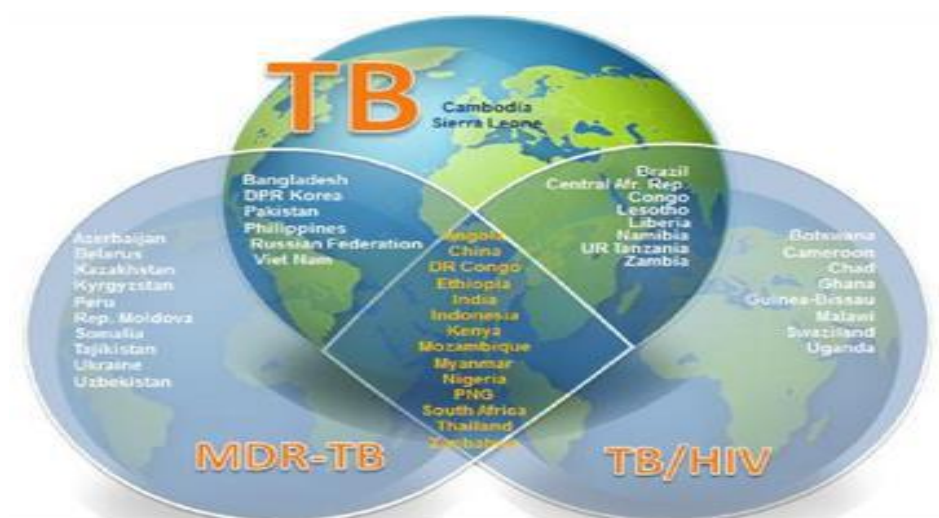 TB
Cambodia
Sierra Leone
Bangladesh
DPR Korea
Pakistan
Philippines
Russian Federation
Viet Nam
Brazil
Central Afr. Rep.
Congo
Lesotho
Liberia
Namibia
UR Tanzania
Zambia
Azerbaijan
Belarus
Kazakhstan
Kyrgyzstan
Peru
Rep. Moldova
Somalia
Tajikistan
Ukraine
Uzbekistan
Angola
China
DR Congo
Ethiopia
India
Indonesia
Kenya
Mozambique
Myanmar
Nigeria
PNG
South Africa
Thailand
Zimbabwe
Botswana
Cameroon
Chad
Ghana
Guinea-Bissau
Malawi
Swaziland
Uganda
MDR-TB
TB/HIV